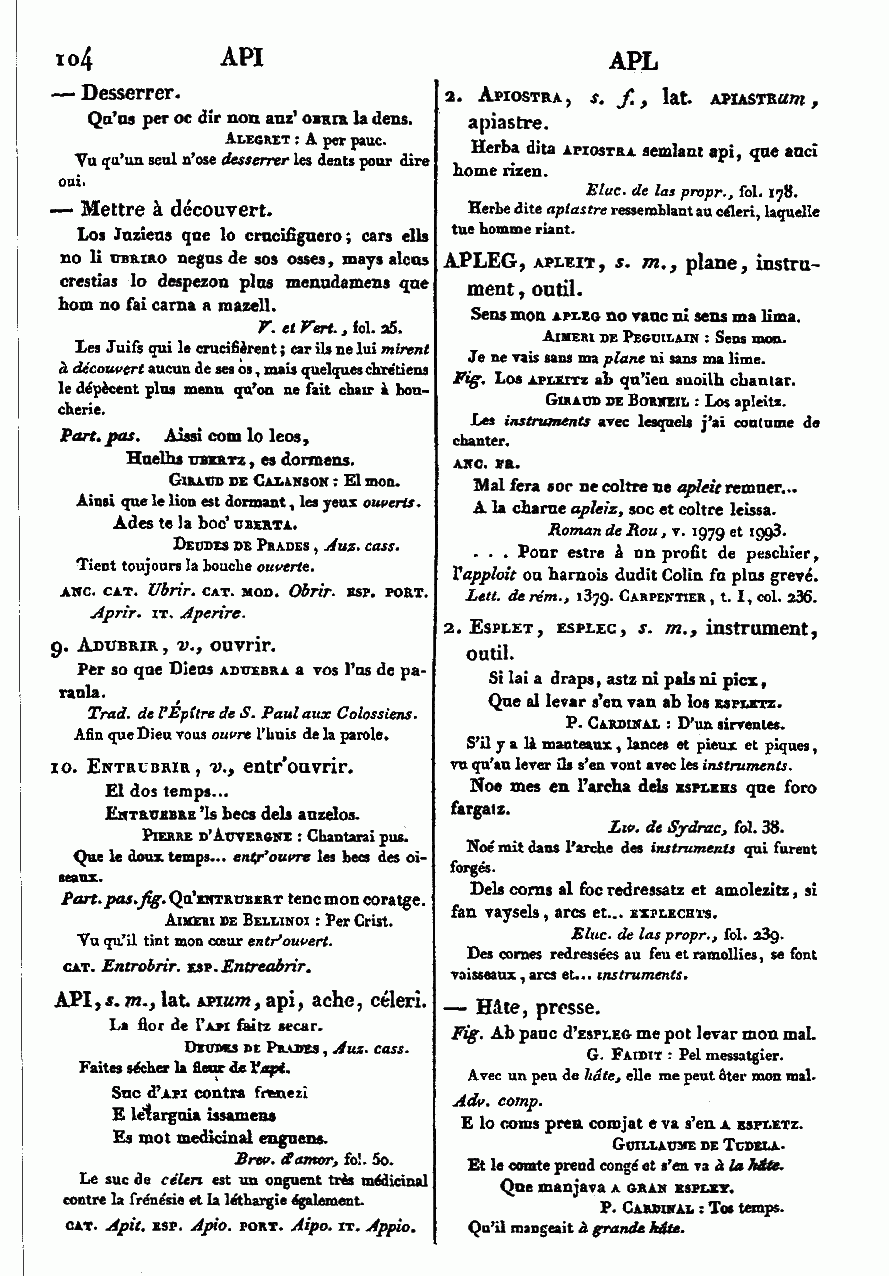 104 API APL
— Desserrer.
Qu'us per oc dir non auz' OBRIR la dens.
ALEGRET : A per pauc.
Vu qu'un seul n'ose desserrer les dents pour dire
oui.
— Mettre à découvert.
Los Juzieus que lo crucifiguero ; cars ells
no li UBRIRO negus de sos osses, mays alcus
crestias lo despezon plus menudamens que
hom no fai carna a mazell.
V. et Vert., fol. 25.
Les Juifs qui le crucifièrent ; car ils ne lui mirent
à découvert aucun de ses os, mais quelques chrétiens
le dépècent plus menu qu'on ne fait chair à bou-
cherie.
Part. pas. Aissi com lo leos,
Huelhs UBERTZ, es dormens.
GIRAUD DE CALANSON : El mon.
Ainsi que le lion est dormant, les yeux ouverts.
Ades te la boc' UBERTA.
DEUDES DE PRADES, Auz. cass.
Tient toujours la bouche ouverte.
ANC. CAT. Ubrir. CAT. MOD. Obrir. ESP. PORT.
Aprir. IT. Aperire.
9. ADUBRIR, v., ouvrir.
Per so que Dieus ADUEBRA a vos l'us de pa-
raula.
Trad. de l'Épître de S. Paul aux Colossiens.
Afin que Dieu vous ouvre l'huis de la parole.
10. ENTRUBRIR, v., entr'ouvrir.
El dos temps...
ENTRUEBRE 'ls becs dels auzelos.
PIERRE D'AUVERGNE : Chantarai pus.
Que le doux temps... entr'ouvre les becs des oi-
seaux.
Part. pas. fig. Qu'ENTRUBERT tenc mon coratge.
AIMERI DE BELLINOI : Per Crist.
Vu qu'il tint mon cœur entr'ouvert.
CAT. Entrobrir. ESP. Entreabrir.
API, s. m., lat. APIum, api, ache, céleri.
La flor de l'API faitz secar.
DEUDES DE PRADES, Auz. cass.
Faites sécher la fleur de l'api.
Suc d'API contra frenezi
E letarguia issamens
Es mot medicinal enguens.
Brev. d'amor, fol. 50.
Le suc de céleri est un onguent très médicinal
contre la frénésie et la léthargie également.
CAT. Apit. ESP. Apio. PORT. Aipo. IT. Appio.
2. APIOSTRA, s. f., lat. APIASTRum,
apiastre.
Herba dita APIOSTRA semlant api, que auci
home rizen.
Eluc. de las propr., fol. 178.
Herbe dite apiastre ressemblant au céleri, laquelle
tue homme riant.
APLEG, APLEIT, s. m., plane, instru-
ment, outil.
Sens mon APLEG no vauc ni sens ma lima.
AIMERI DE PEGUILAIN : Sens mon.
Je ne vais sans ma plane ni sans ma lime.
Fig. Los APLEITZ ab qu'ieu suoilh chantar.
GIRAUD DE BORNEIL : Los apleitz.
Les instruments avec lesquels j'ai coutume de
chanter.
ANC. FR.
Mal fera soc ne coltre ne apleit remuer...
A la charue apleiz, soc et coltre leissa.
Roman de Rou, v. 1979 et 1993.
. . . Pour estre à un profit de peschier,
l'apploit ou harnois dudit Colin fu plus grevé.
Lett. de rém., 1379. CARPENTIER, t. I, col. 236.
2. ESPLET, ESPLEC, s. m., instrument,
outil.
Si lai a draps, astz ni pals ni picx,
Que al levar s'en van ab los ESPLETZ.
P. CARDINAL : D'un sirventes.
S'il y a là manteaux, lances et pieux et piques,
vu qu'au lever ils s'en vont avec les instruments.
Noe mes en l'archa dels ESPLEHS que foro
fargatz.
Liv. de Sydrac, fol. 38.
Noé mit dans l'arche des instruments qui furent
forgés.
Dels corns al foc redressatz et amolezitz, si
fan vaysels, arcs et... EXPLECHTS.
Eluc. de las propr., fol. 239.
Des cornes redressées au feu et ramollies, se font
vaisseaux, arcs et... instruments.
— Hâte, presse.
Fig. Ab pauc d'ESPLEG me pot levar mon mal.
G. FAIDIT : Pel messatgier.
Avec un peu de hâte, elle me peut ôter mon mal.
Adv. comp.
E lo coms pren comjat e va s'en A ESPLETZ.
GUILLAUME DE TUDELA.
Et le comte prend congé et s'en va à la hâte.
Que manjava A GRAN ESPLEY.
P. CARDINAL : Tos temps.
Qu'il mangeait à grande hâte.